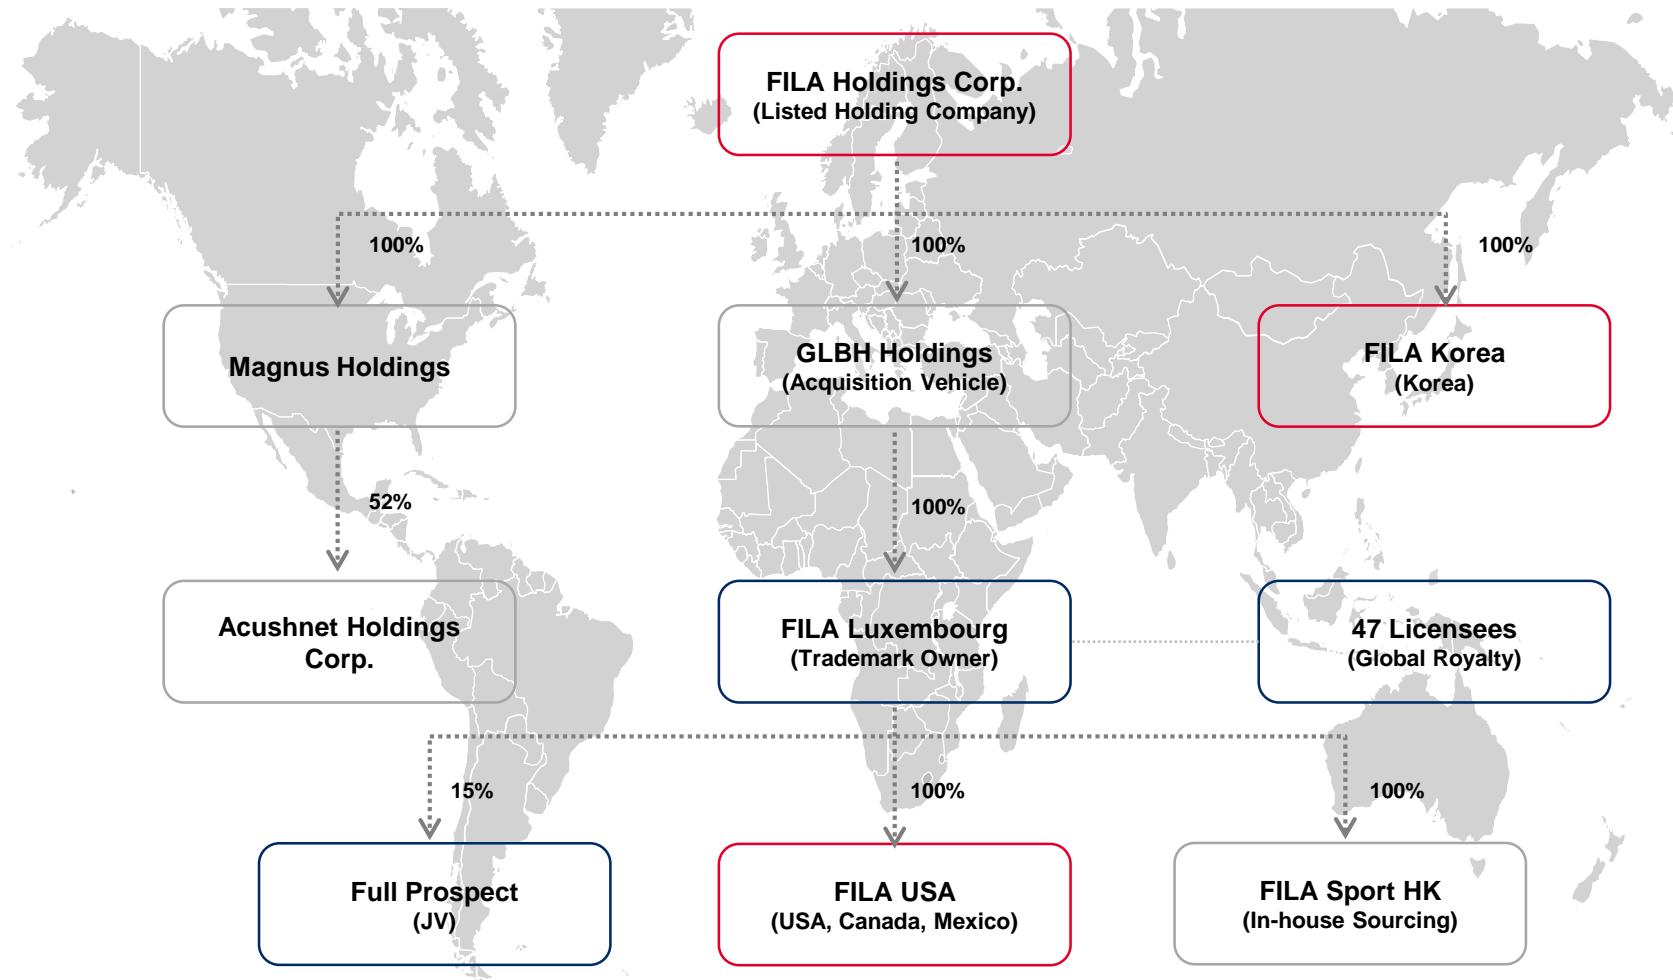 FILA Holdings Corp.
(Listed Holding Company)
100%
100%
100%
Magnus Holdings
GLBH Holdings
(Acquisition Vehicle)
FILA Korea
(Korea)
52%
100%
Acushnet Holdings
Corp.
FILA Luxembourg
(Trademark Owner)
47 Licensees
(Global Royalty)
15%
100%
100%
Full Prospect
(JV)
FILA USA
(USA, Canada, Mexico)
FILA Sport HK
(In-house Sourcing)